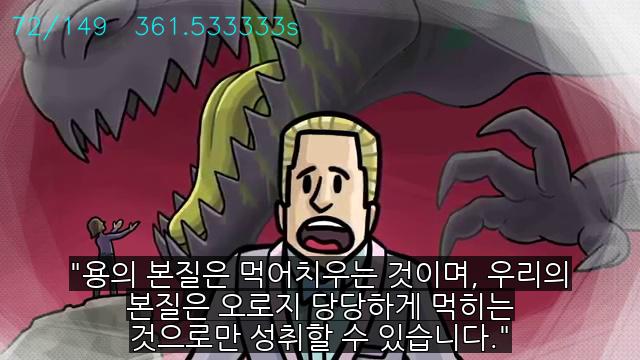 72/149 361.533333s
"용의 본질은 먹어치우는 것이며, 우리의
본질은 오로지 당당하게 먹히는
것으로만 성취할 수 있습니다."